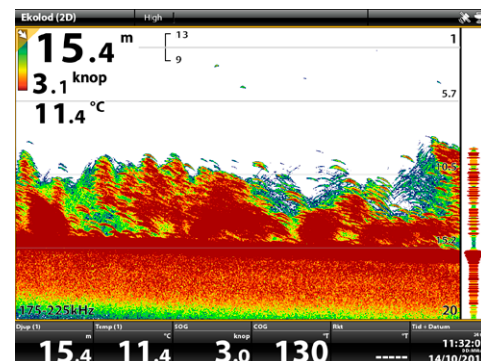 Ekolod (2D) High
15.4 m
13
9
1
3.1 knop
5.7
11.4 °C
15.2
175-225kHz
20
Djup (1) Temp (1) SOG COG Rkt Tid + Datum
m °C knop °T °T
15.4 11.4 3.0 130 -----
11:32:0
14/10/201